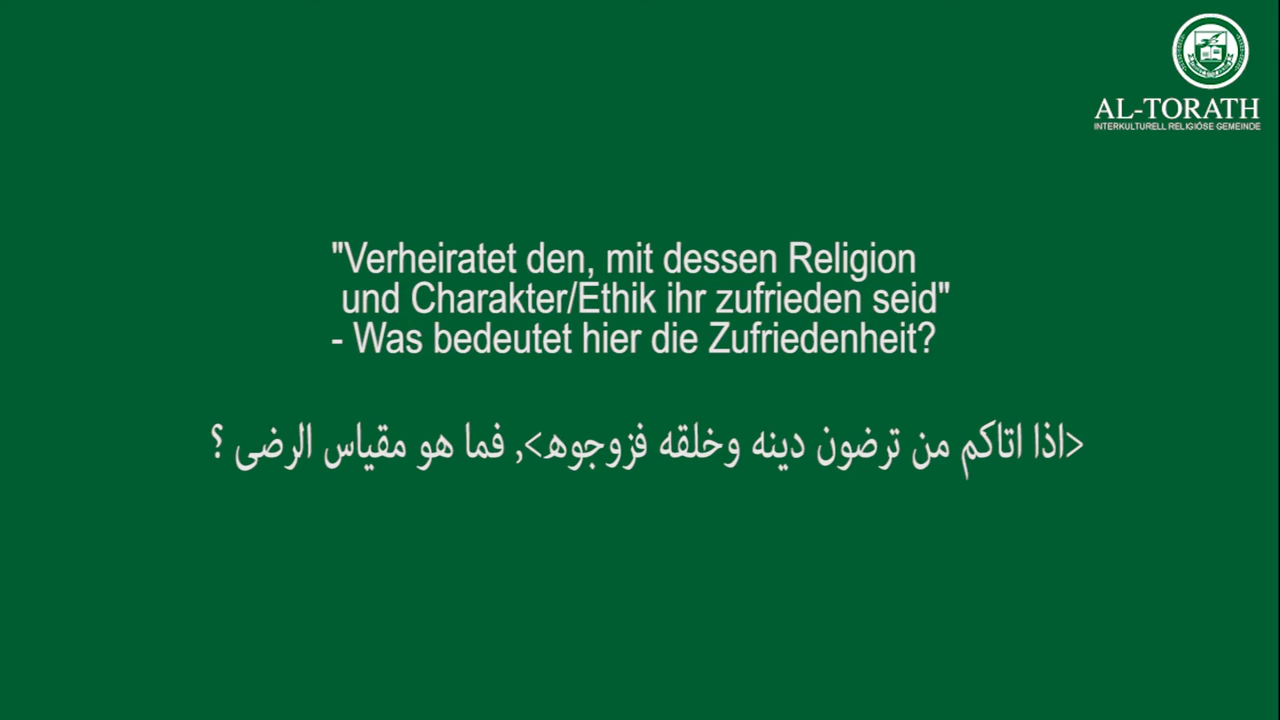 AL-TORATH
INTERKULTURELL RELIGIÖSE GEMEINDE
"Verheiratet den, mit dessen Religion
und Charakter/Ethik ihr zufrieden seid"
- Was bedeutet hier die Zufriedenheit?
<اذا اتاكم من ترضون دينه وخلقه فزوجوه>, فما هو مقياس الرضى ؟